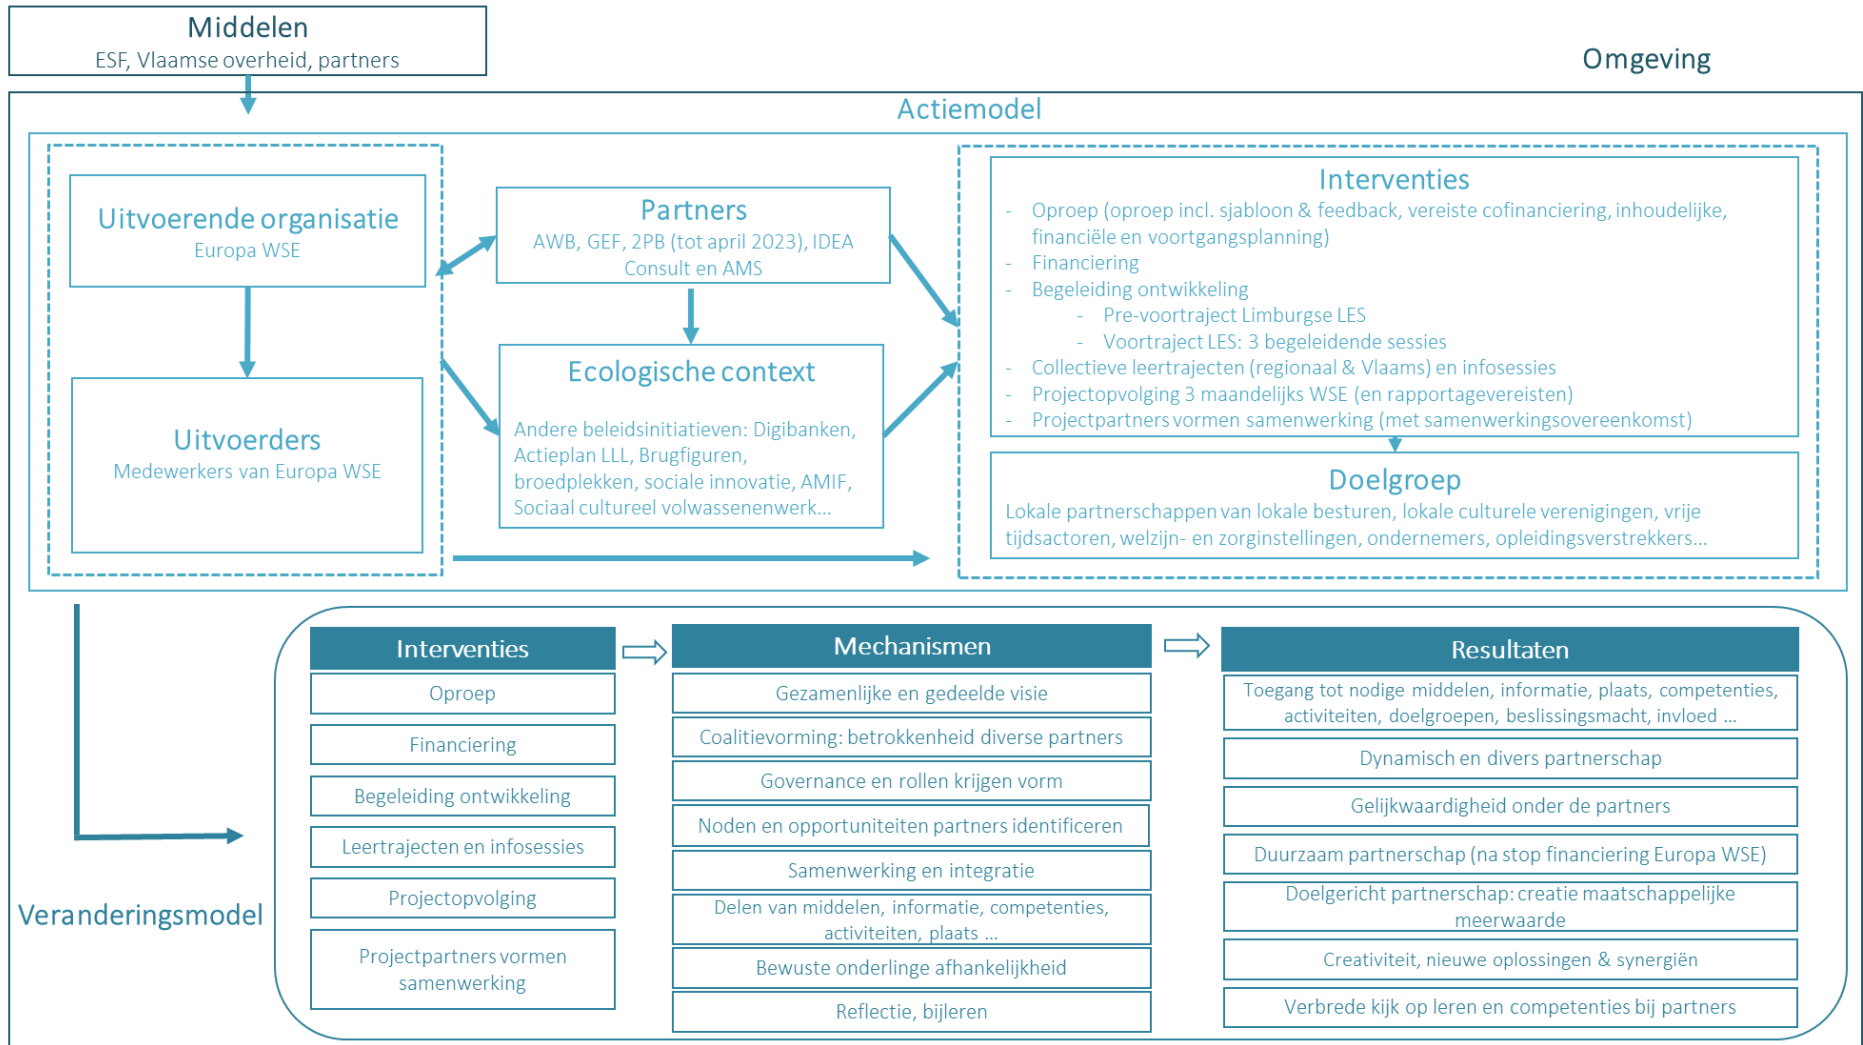 Middelen
ESF, Vlaamse overheid, partners
Omgeving
Actiemodel
Uitvoerende organisatie
Europa WSE
Uitvoerders
Medewerkers van Europa WSE
Partners
AWB, GEF, 2PB (tot april 2023), IDEA
Consult en AMS
Ecologische context
Andere beleidsinitiatieven: Digibanken,
Actieplan LLL, Brugfiguren,
broedplekken, sociale innovatie, AMIF,
Sociaal cultureel volwassenenwerk...
Interventies
- Oproep (oproep incl. sjabloon & feedback, vereiste cofinanciering, inhoudelijke,
financiële en voortgangsplanning)
- Financiering
- Begeleiding ontwikkeling
- Pre-voortraject Limburgse LES
- Voortraject LES: 3 begeleidende sessies
- Collectieve leertrajecten (regionaal & Vlaams) en infosessies
- Projectopvolging 3 maandelijks WSE (en rapportagevereisten)
- Projectpartners vormen samenwerking (met samenwerkingsovereenkomst)
Doelgroep
Lokale partnerschappen van lokale besturen, lokale culturele verenigingen, vrije
tijdsactoren, welzijn- en zorginstellingen, ondernemers, opleidingsverstrekkers...
Veranderingsmodel
Interventies
Oproep
Financiering
Begeleiding ontwikkeling
Leertrajecten en infosessies
Projectopvolging
Projectpartners vormen
samenwerking
Mechanismen
Gezamenlijke en gedeelde visie
Coalitievorming: betrokkenheid diverse partners
Governance en rollen krijgen vorm
Noden en opportuniteiten partners identificeren
Samenwerking en integratie
Delen van middelen, informatie, competenties,
activiteiten, plaats ...
Bewuste onderlinge afhankelijkheid
Reflectie, bijleren
Resultaten
Toegang tot nodige middelen, informatie, plaats, competenties,
activiteiten, doelgroepen, beslissingsmacht, invloed ...
Dynamisch en divers partnerschap
Gelijkwaardigheid onder de partners
Duurzaam partnerschap (na stop financiering Europa WSE)
Doelgericht partnerschap: creatie maatschappelijke
meerwaarde
Creativiteit, nieuwe oplossingen & synergiën
Verbrede kijk op leren en competenties bij partners